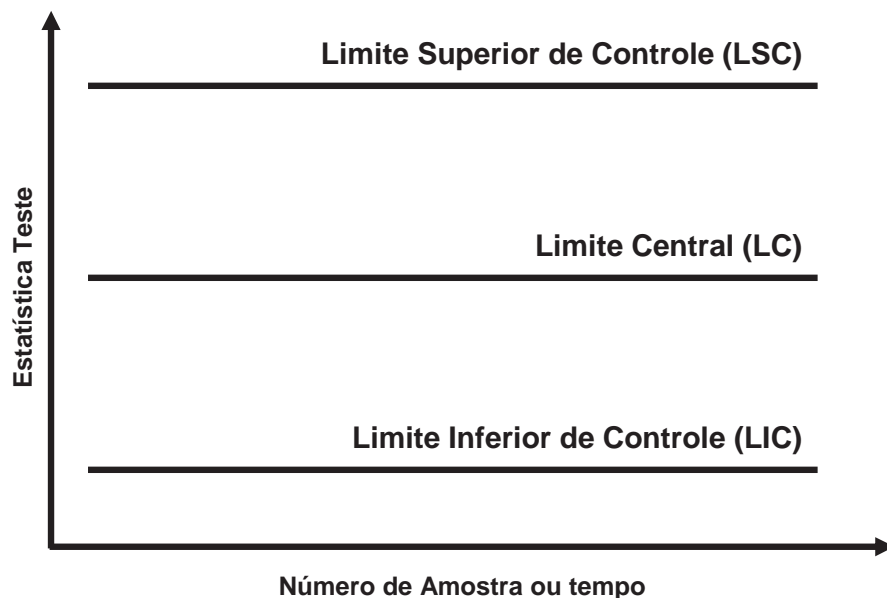 Limite Superior de Controle (LSC)
Estatística Teste
Limite Central (LC)
Limite Inferior de Controle (LIC)
Número de Amostra ou tempo